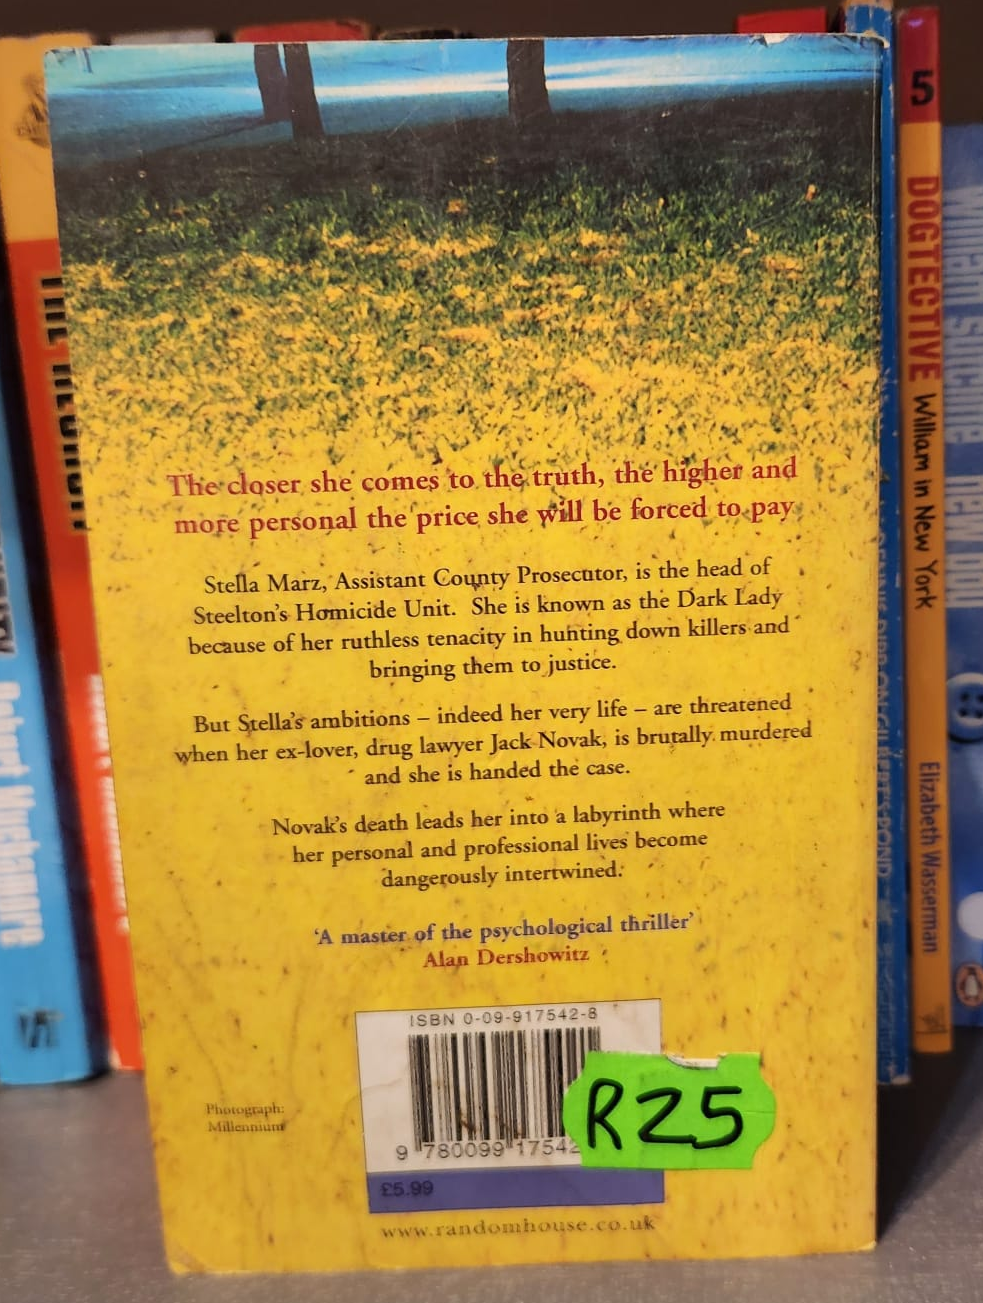 The closer she comes to the truth, the higher and
more personal the price she will be forced to pay
Stella Marz, Assistant County Prosecutor, is the head of
Steelton's Homicide Unit. She is known as the Dark Lady
because of her ruthless tenacity in hunting down killers and
bringing them to justice.
But Stella's ambitions – indeed her very life – are threatened
when her ex-lover, drug lawyer Jack Novak, is brutally murdered
and she is handed the case.
Novak's death leads her into a labyrinth where
her personal and professional lives become
dangerously intertwined.
'A master of the psychological thriller'
Alan Dershowitz
ISBN 0-09-917542-8
9 780099 17542
R25
Photograph:
Millennium
£5.99
www.randomhouse.co.uk
5
DOGTECTIVE William in New York
Elizabeth Wasserman